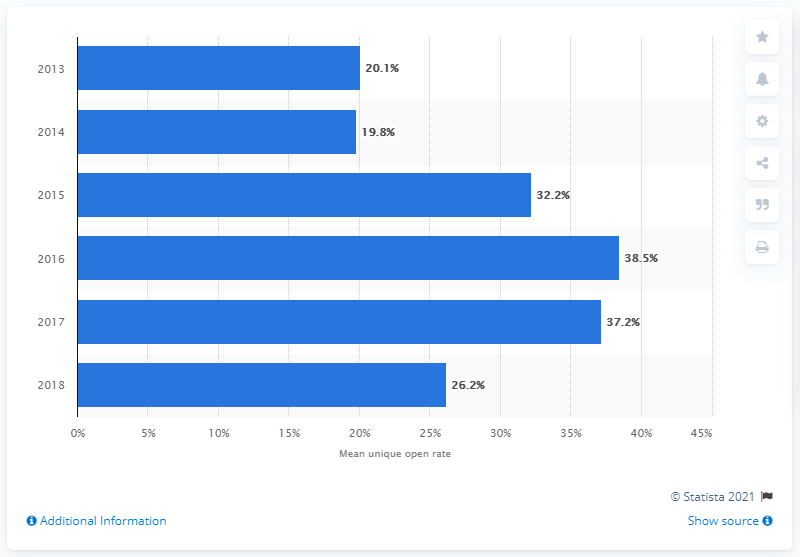 2013
20.1%
2014
19.8%
2015
32.2%
2016
38.5%
2017
37.2%
2018
26.2%
0% 5% 10% 15% 20% 25% 30% 35% 40% 45%
Mean unique open rate
© Statista 2021
Additional Information
Show source